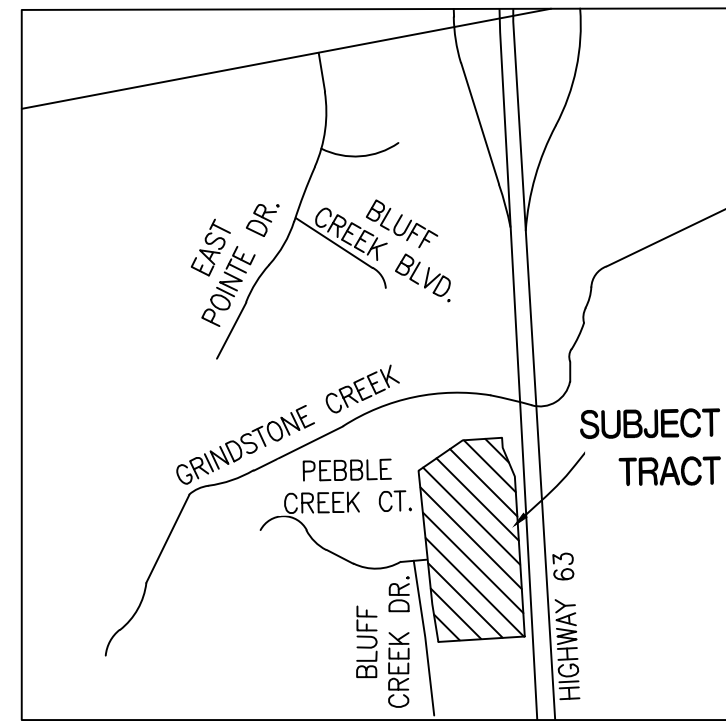 EAST
POINTE DR.
BLUFF
CREEK BLVD.
GRINDSTONE CREEK
SUBJECT
TRACT
PEBBLE
CREEK CT.
BLUFF
CREEK DR.
HIGHWAY 63